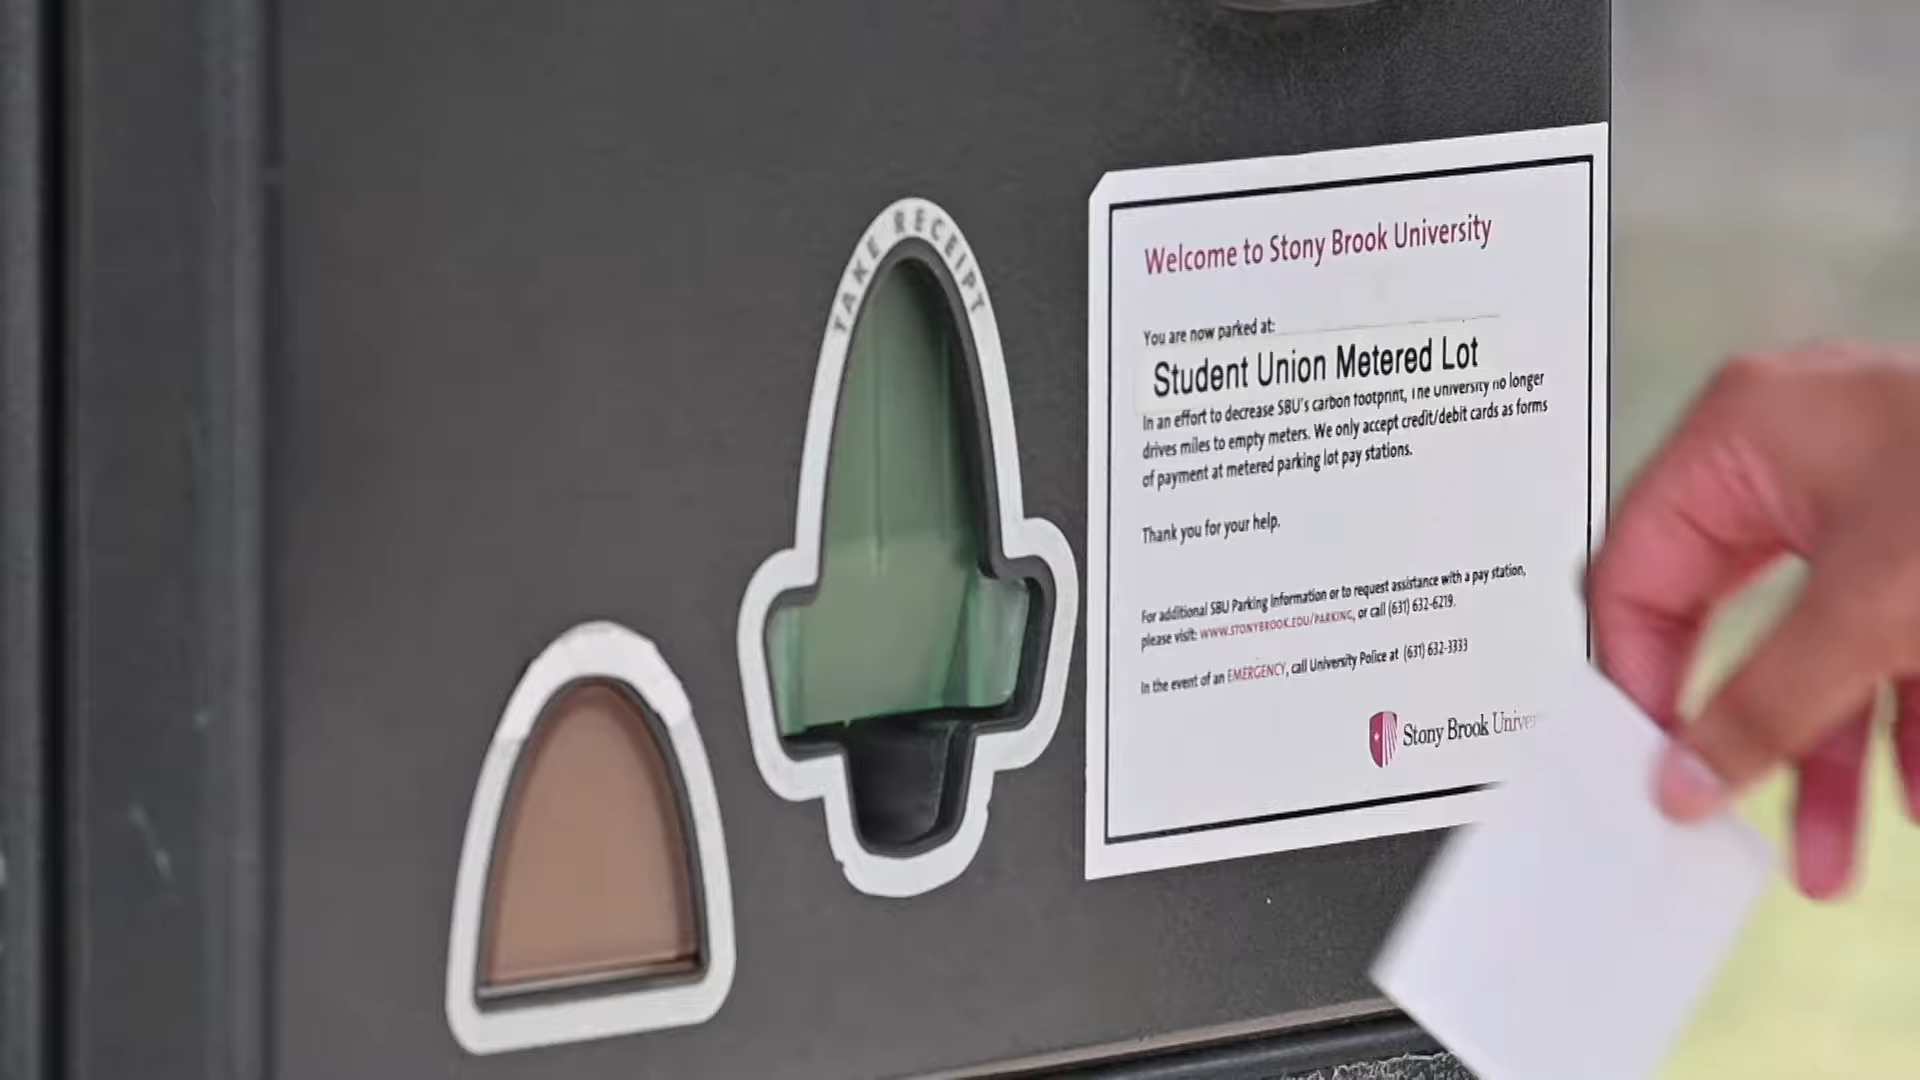 TAKE RECEIPT
Welcome to Stony Brook University
You are now parked at:
Student Union Metered Lot
In an effort to decrease SBU's carbon footprint, The University no longer
drives miles to empty meters. We only accept credit/debit cards as forms
of payment at metered parking lot pay stations.
Thank you for your help.
For additional SBU Parking Information or to request assistance with a pay station,
please visit: WWW.STONYBROOK.EDU/PARKING, or call (631) 632-6219.
In the event of an EMERGENCY, call University Police at (631) 632-3333
Stony Brook Univer